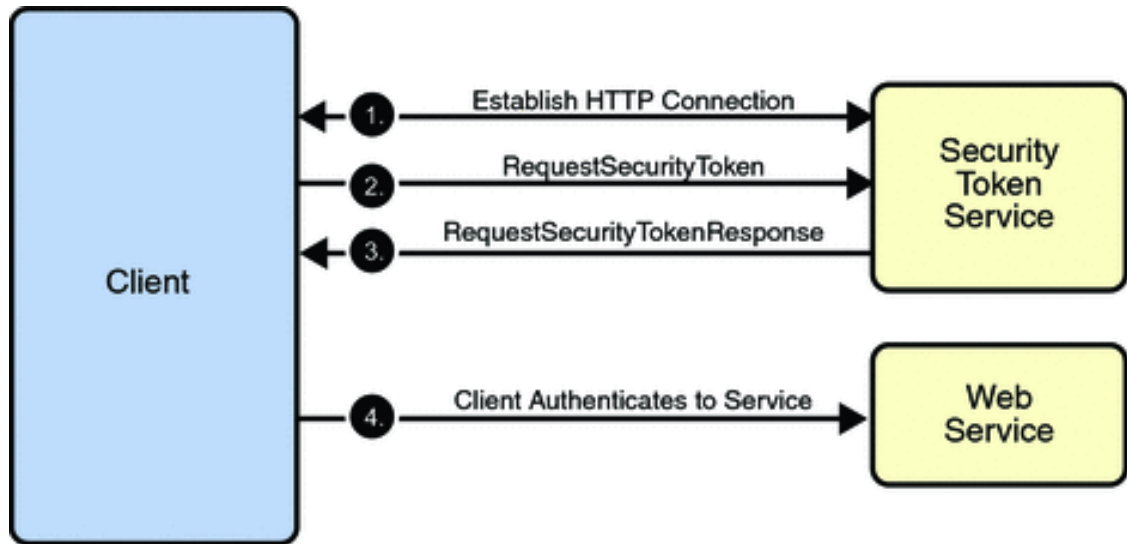 Client
1.
Establish HTTP Connection
2.
RequestSecurityToken
3.
RequestSecurityTokenResponse
Security
Token
Service
4.
Client Authenticates to Service
Web
Service